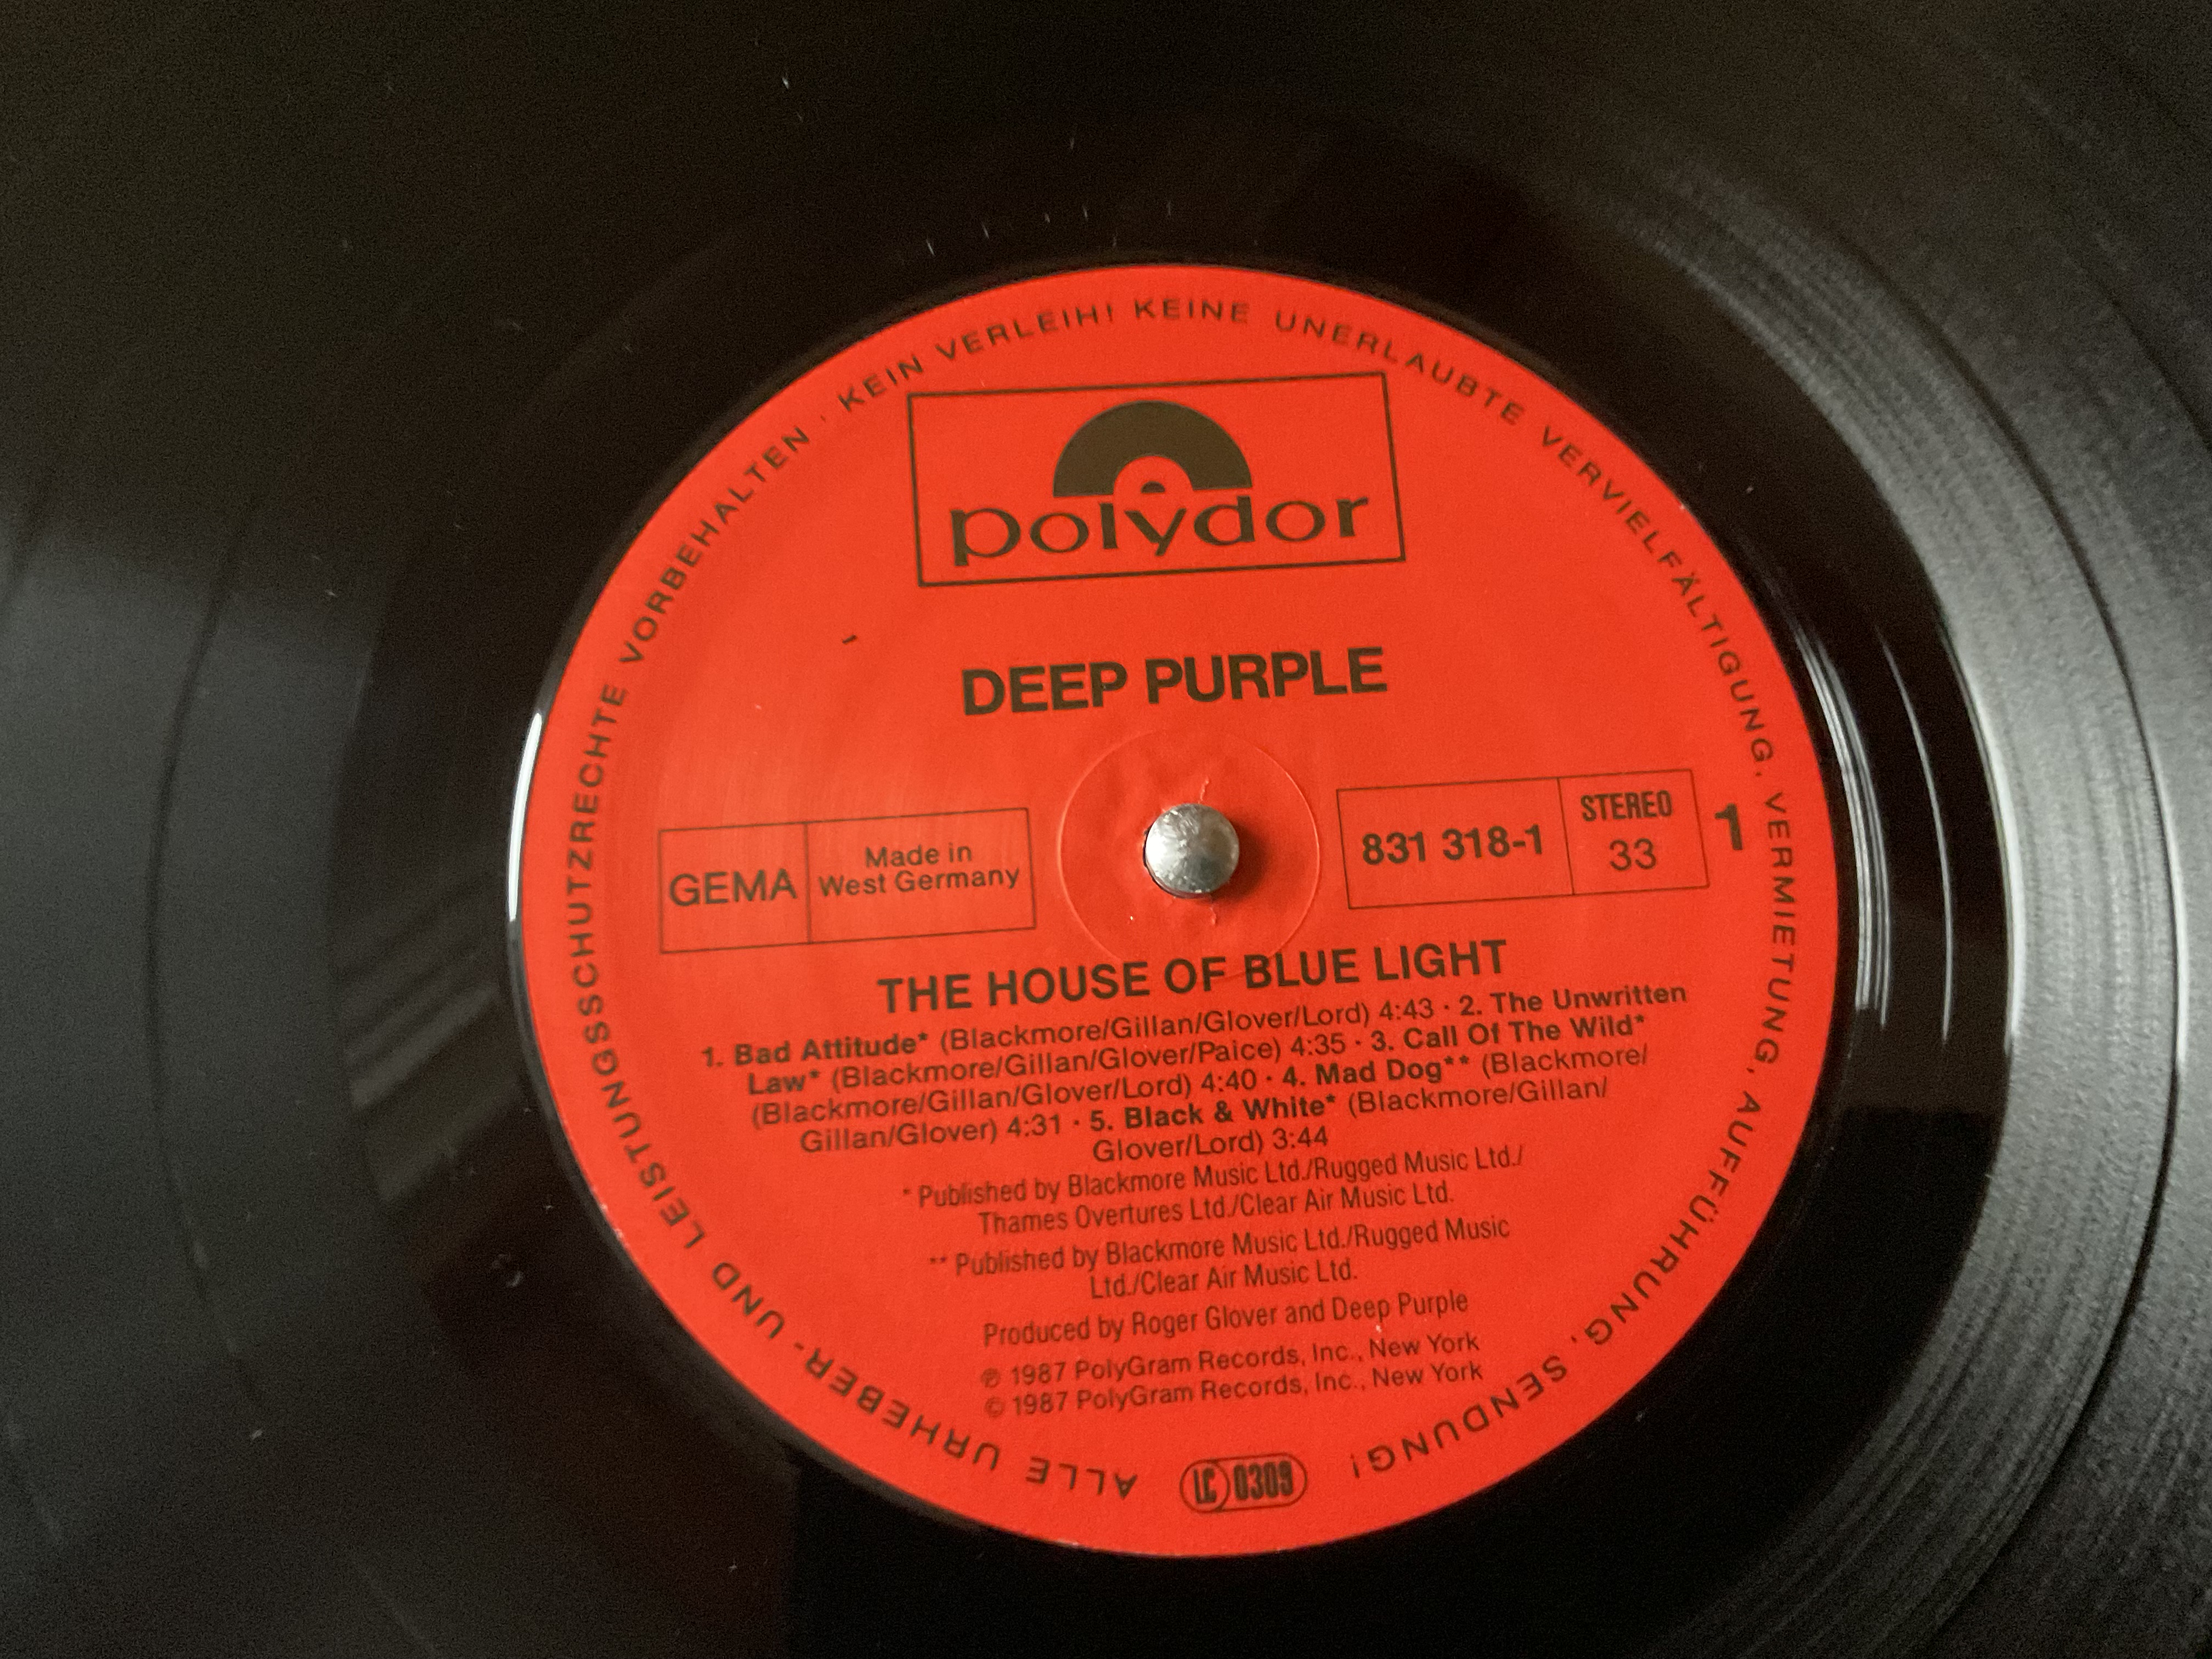 ALLE URHEBER- UND LEISTUNGSSCHUTZRECHTE VORBEHALTEN · KEIN VERLEIH! KEINE UNERLAUBTE VERVIELFÄLTIGUNG, VERMIETUNG, AUFFÜHRUNG, SENDUNG!
polydor
DEEP PURPLE
GEMA
Made in
West Germany
831 318-1
STEREO
33
1
THE HOUSE OF BLUE LIGHT
1. Bad Attitude* (Blackmore/Gillan/Glover/Lord) 4:43 · 2. The Unwritten
Law* (Blackmore/Gillan/Glover/Paice) 4:35 · 3. Call Of The Wild*
(Blackmore/Gillan/Glover/Lord) 4:40 · 4. Mad Dog** (Blackmore/
Gillan/Glover) 4:31 · 5. Black & White* (Blackmore/Gillan/
Glover/Lord) 3:44
* Published by Blackmore Music Ltd./Rugged Music Ltd./
Thames Overtures Ltd./Clear Air Music Ltd.
** Published by Blackmore Music Ltd./Rugged Music
Ltd./Clear Air Music Ltd.
Produced by Roger Glover and Deep Purple
℗ 1987 PolyGram Records, Inc., New York
© 1987 PolyGram Records, Inc., New York
LC 0309